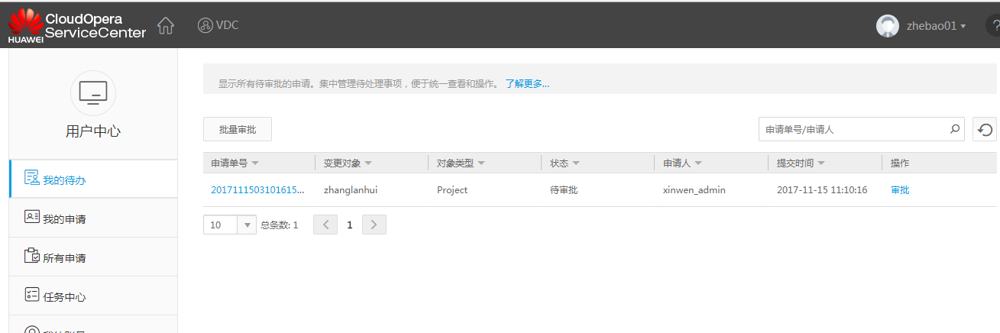 HUAWEI
CloudOpera
ServiceCenter
VDC
zhebao01
?
用户中心
我的待办
我的申请
所有申请
任务中心
显示所有待审批的申请。集中管理待处理事项，便于统一查看和操作。 了解更多...
批量审批
申请单号/申请人
申请单号 变更对象 对象类型 状态 申请人 提交时间 操作
2017111503101615... zhanglanhui Project 待审批 xinwen_admin 2017-11-15 11:10:16 审批
10 总条数: 1 < 1 >